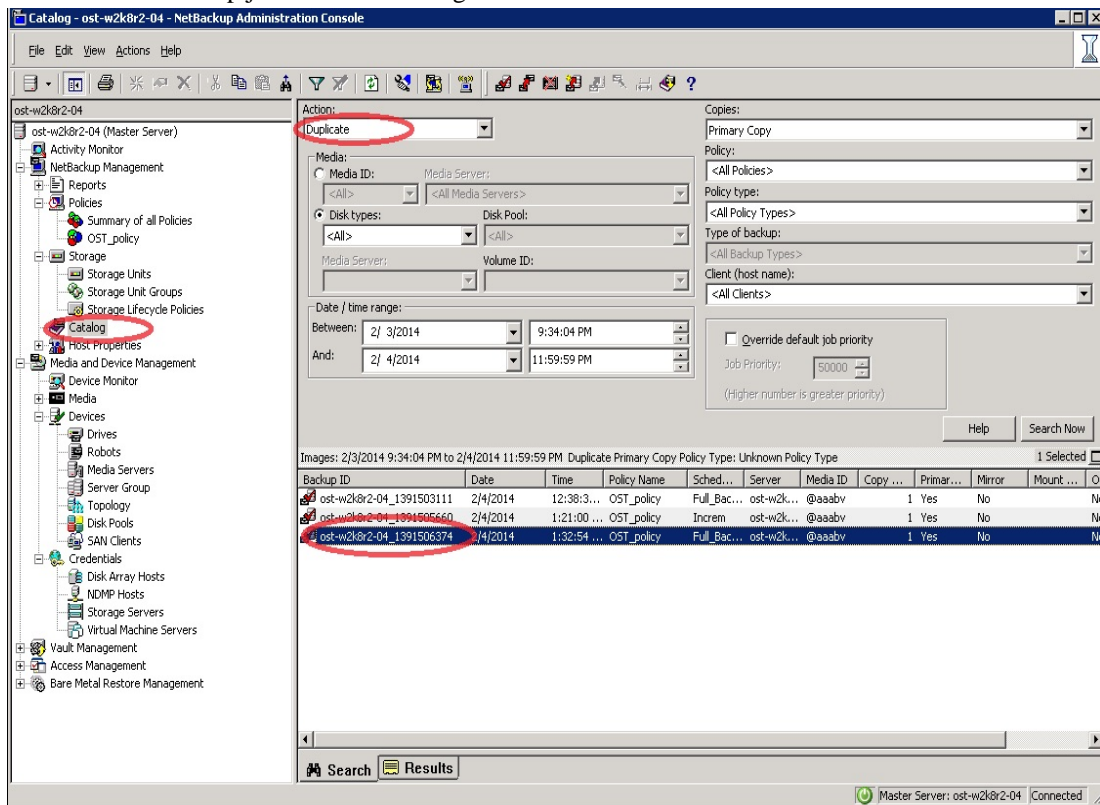 Catalog - ost-w2k8r2-04 - NetBackup Administration Console
File Edit View Actions Help
ost-w2k8r2-04
ost-w2k8r2-04 (Master Server)
Activity Monitor
NetBackup Management
Reports
Policies
Summary of all Policies
OST_policy
Storage
Storage Units
Storage Unit Groups
Storage Lifecycle Policies
Catalog
Host Properties
Media and Device Management
Device Monitor
Media
Devices
Drives
Robots
Media Servers
Server Group
Topology
Disk Pools
SAN Clients
Credentials
Disk Array Hosts
NDMP Hosts
Storage Servers
Virtual Machine Servers
Vault Management
Access Management
Bare Metal Restore Management
Action:
Duplicate
Media:
Media ID: Media Server:
<All> <All Media Servers>
Disk types: Disk Pool:
<All> <All>
Media Server: Volume ID:
Date / time range:
Between: 2/ 3/2014 9:34:04 PM
And: 2/ 4/2014 11:59:59 PM
Copies:
Primary Copy
Policy:
<All Policies>
Policy type:
<All Policy Types>
Type of backup:
<All Backup Types>
Client (host name):
<All Clients>
Override default job priority
Job Priority: 50000
(Higher number is greater priority)
Help Search Now
Images: 2/3/2014 9:34:04 PM to 2/4/2014 11:59:59 PM Duplicate Primary Copy Policy Type: Unknown Policy Type 1 Selected
Backup ID Date Time Policy Name Sched... Server Media ID Copy ... Primar... Mirror Mount ... O
ost-w2k8r2-04_1391503111 2/4/2014 12:38:3... OST_policy Full_Bac... ost-w2k... @aaabv 1 Yes No No
ost-w2k8r2-04_1391505660 2/4/2014 1:21:00 ... OST_policy Increm ost-w2k... @aaabv 1 Yes No No
ost-w2k8r2-04_1391506374 2/4/2014 1:32:54 ... OST_policy Full_Bac... ost-w2k... @aaabv 1 Yes No No
Search Results
Master Server: ost-w2k8r2-04 Connected